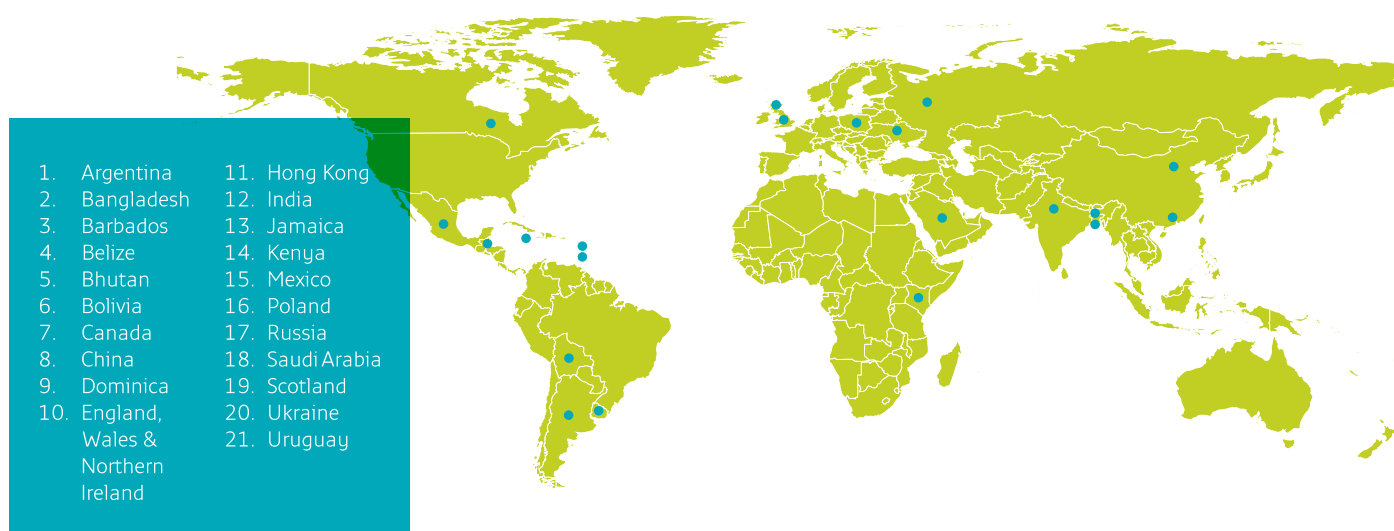 1. Argentina
2. Bangladesh
3. Barbados
4. Belize
5. Bhutan
6. Bolivia
7. Canada
8. China
9. Dominica
10. England,
Wales &
Northern
Ireland
11. Hong Kong
12. India
13. Jamaica
14. Kenya
15. Mexico
16. Poland
17. Russia
18. Saudi Arabia
19. Scotland
20. Ukraine
21. Uruguay